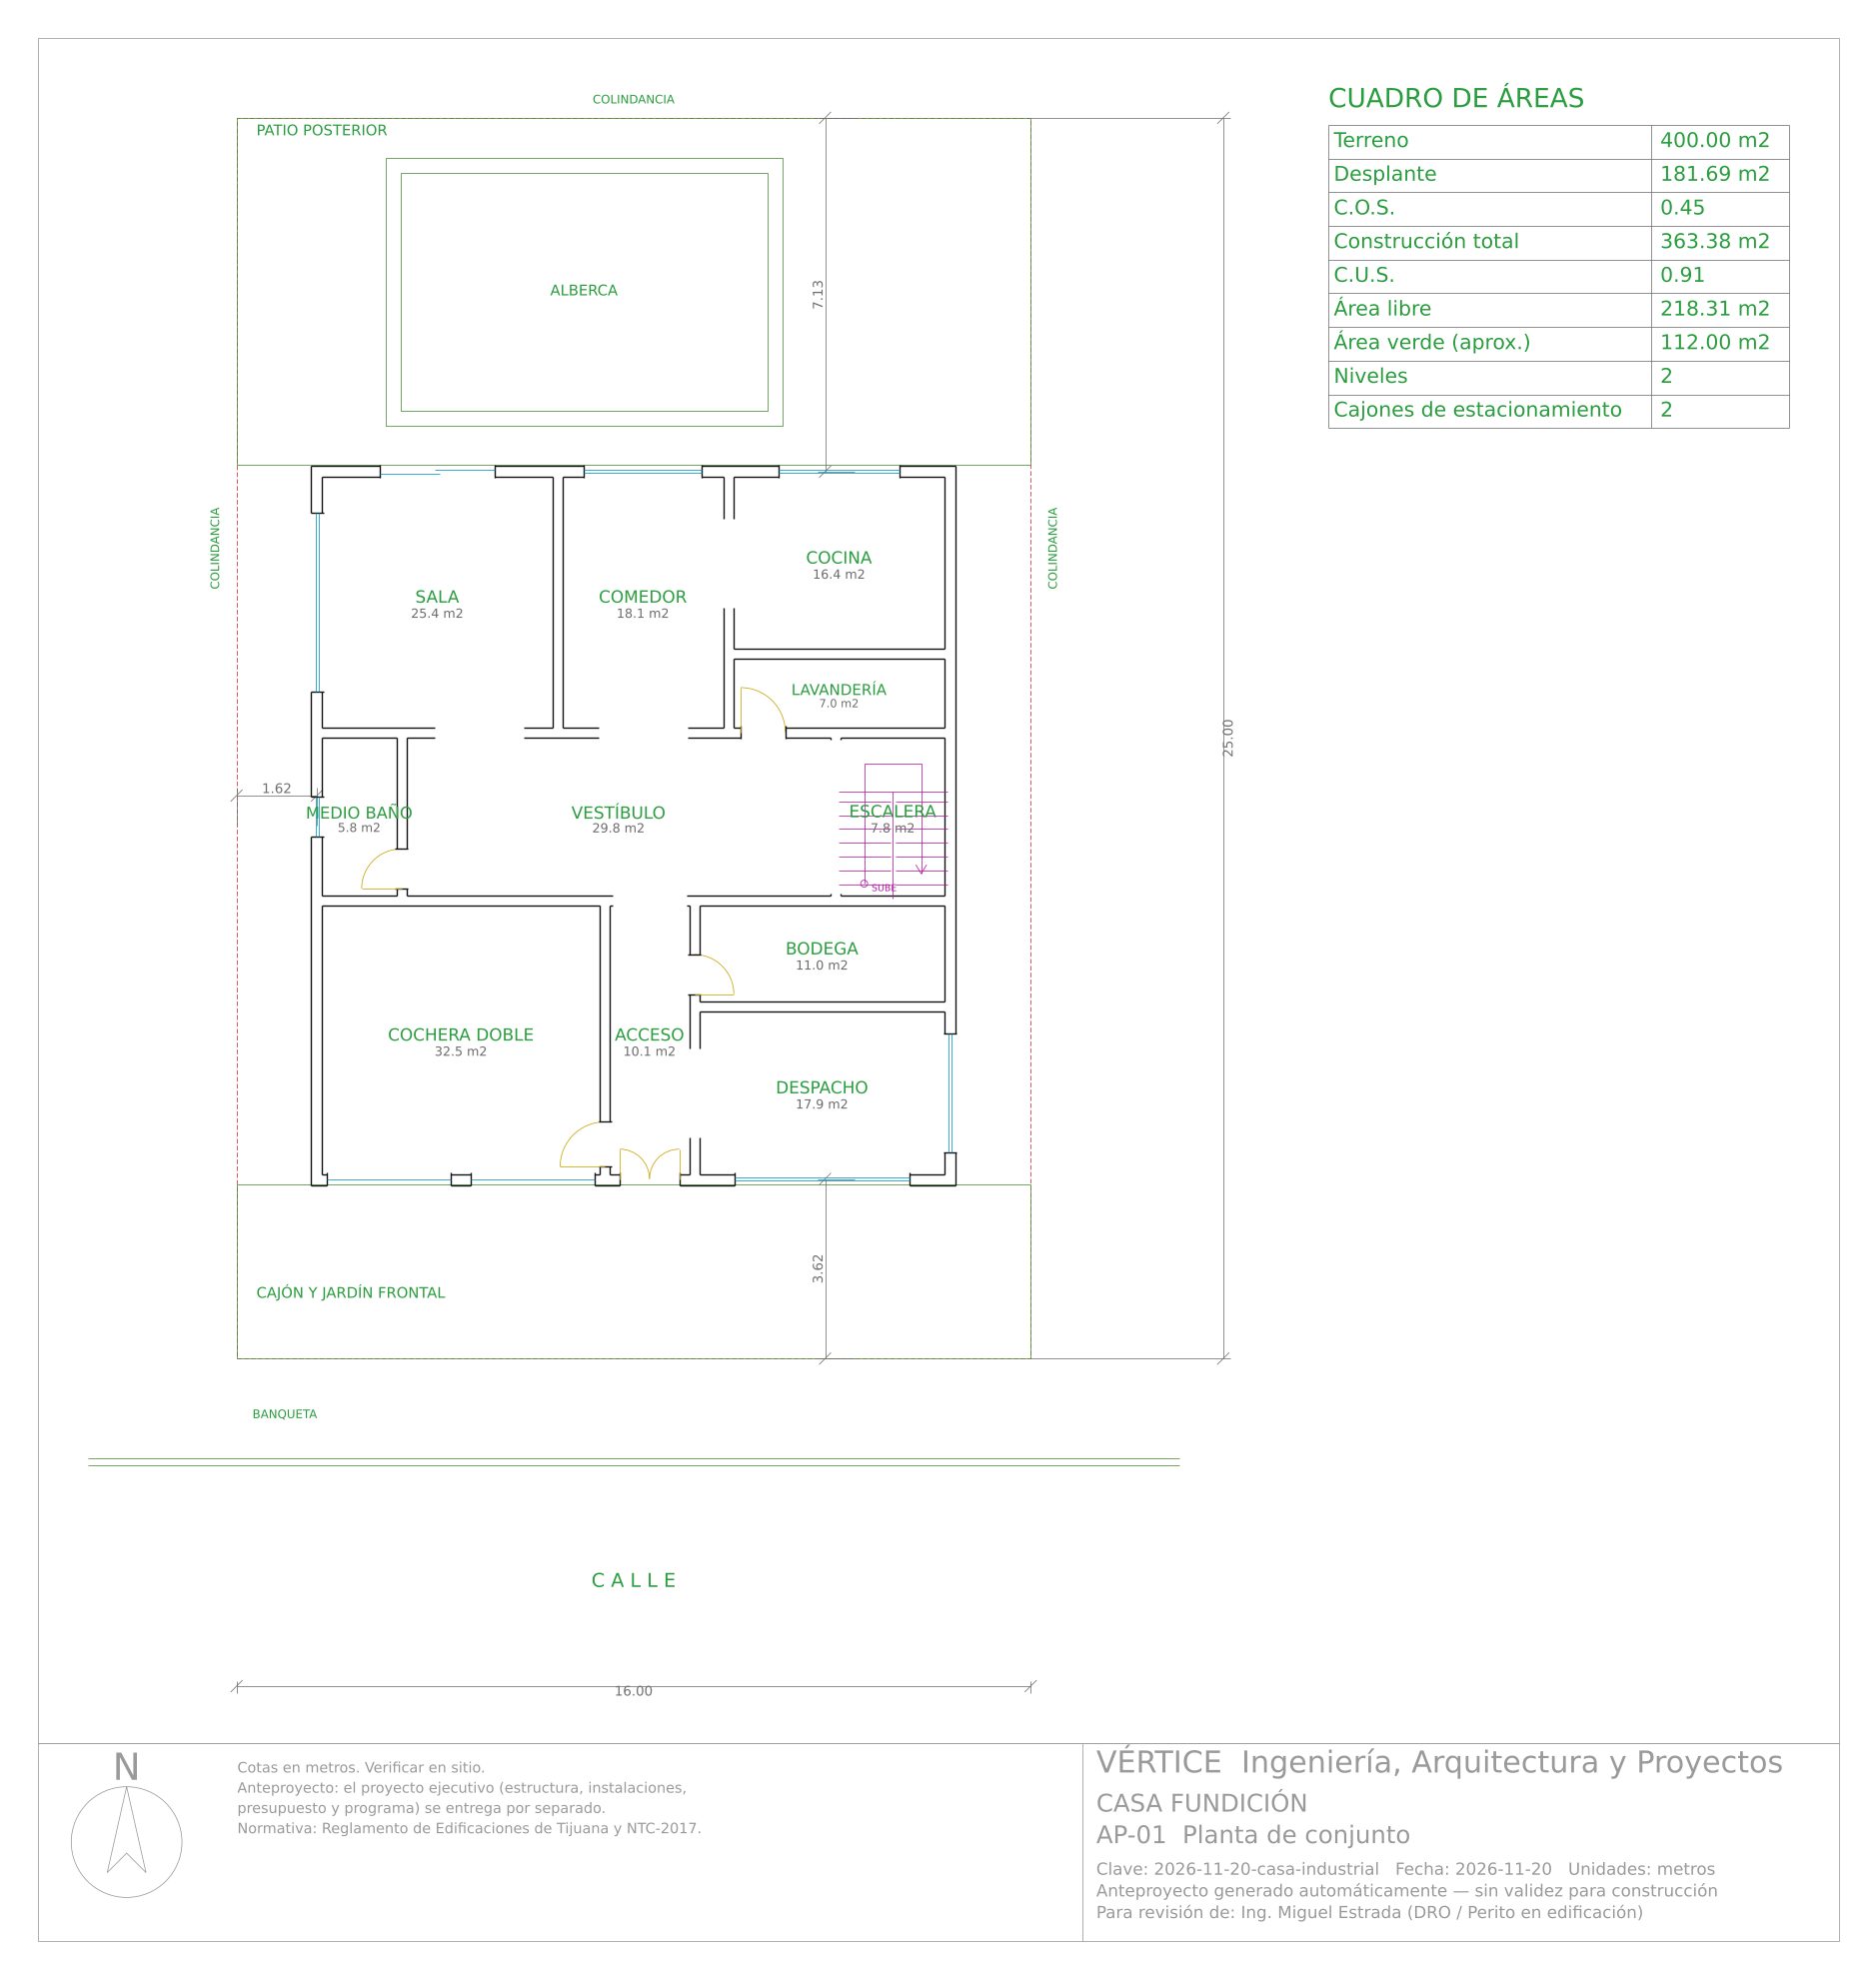 COLINDANCIA
PATIO POSTERIOR
ALBERCA
7.13
COLINDANCIA
COLINDANCIA
25.00
SALA
25.4 m2
COMEDOR
18.1 m2
COCINA
16.4 m2
LAVANDERÍA
7.0 m2
1.62
MEDIO BAÑO
5.8 m2
VESTÍBULO
29.8 m2
ESCALERA
7.8 m2
SUBE
BODEGA
11.0 m2
COCHERA DOBLE
32.5 m2
ACCESO
10.1 m2
DESPACHO
17.9 m2
3.62
CAJÓN Y JARDÍN FRONTAL
BANQUETA
CALLE
16.00
CUADRO DE ÁREAS
Terreno 400.00 m2
Desplante 181.69 m2
C.O.S. 0.45
Construcción total 363.38 m2
C.U.S. 0.91
Área libre 218.31 m2
Área verde (aprox.) 112.00 m2
Niveles 2
Cajones de estacionamiento 2
N
Cotas en metros. Verificar en sitio.
Anteproyecto: el proyecto ejecutivo (estructura, instalaciones,
presupuesto y programa) se entrega por separado.
Normativa: Reglamento de Edificaciones de Tijuana y NTC-2017.
VÉRTICE Ingeniería, Arquitectura y Proyectos
CASA FUNDICIÓN
AP-01 Planta de conjunto
Clave: 2026-11-20-casa-industrial Fecha: 2026-11-20 Unidades: metros
Anteproyecto generado automáticamente — sin validez para construcción
Para revisión de: Ing. Miguel Estrada (DRO / Perito en edificación)